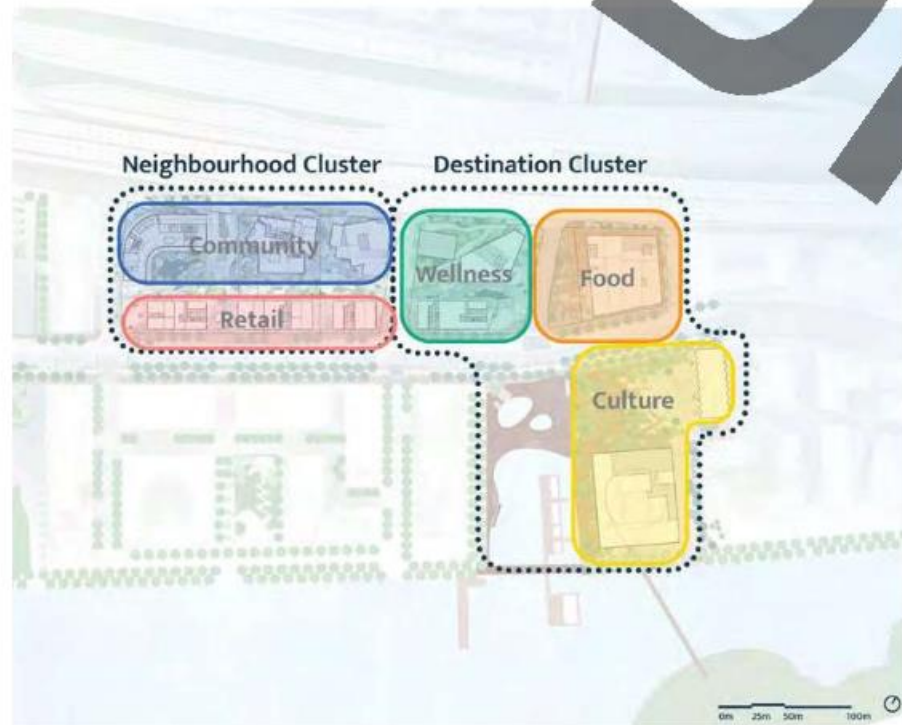 Neighbourhood Cluster
Destination Cluster
Community
Wellness
Food
Retail
Culture
0m 25m 50m 100m